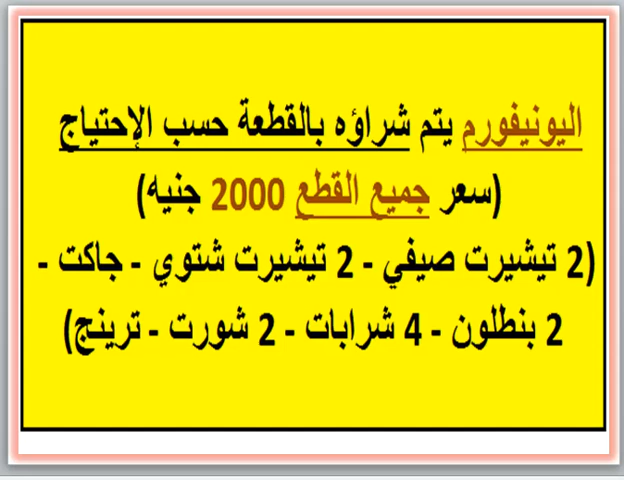 اليونيفورم يتم شراؤه بالقطعة حسب الإحتياج
(سعر جميع القطع 2000 جنيه)
(2 تيشيرت صيفي - 2 تيشيرت شتوي - جاكت -
2 بنطلون - 4 شرابات - 2 شورت - ترينج)